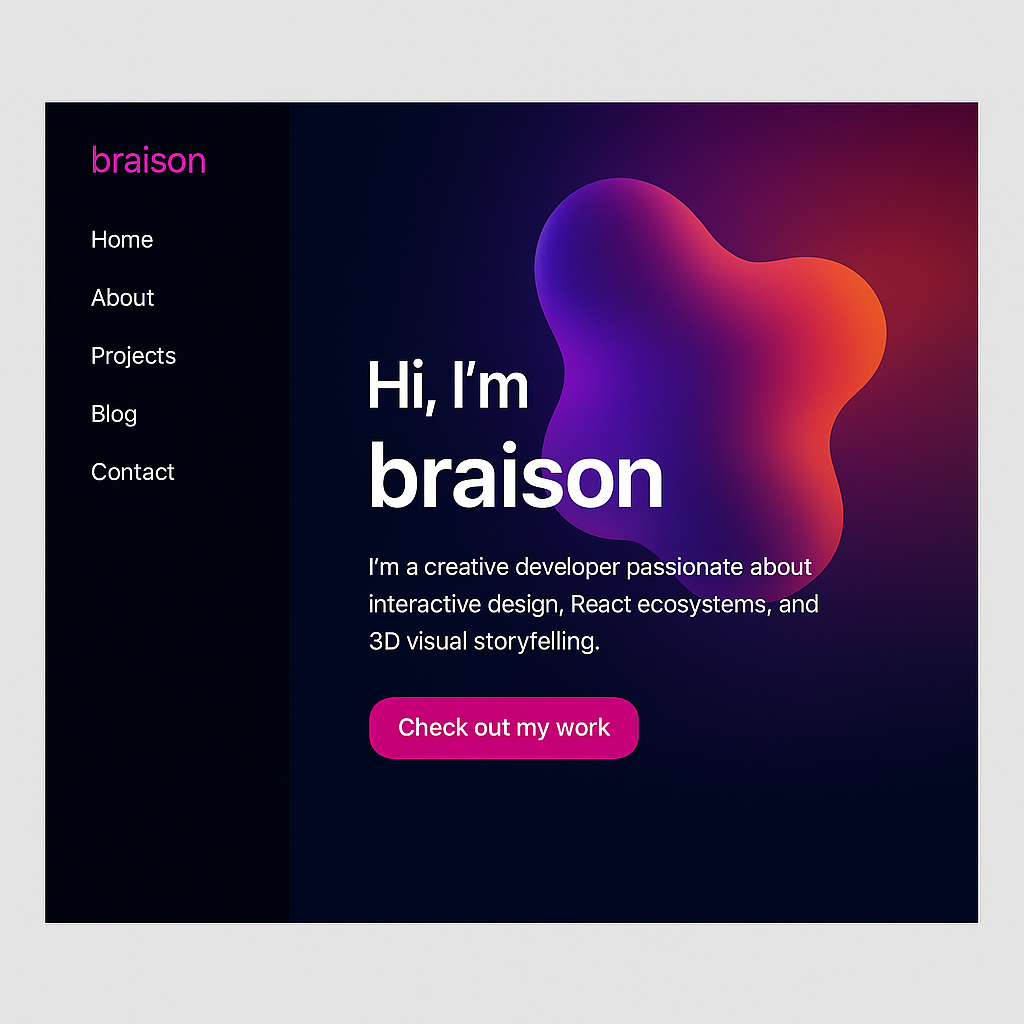 braison
Home
About
Projects
Blog
Contact
Hi, I’m
braison
I’m a creative developer passionate about
interactive design, React ecosystems, and
3D visual storyfelling.
Check out my work